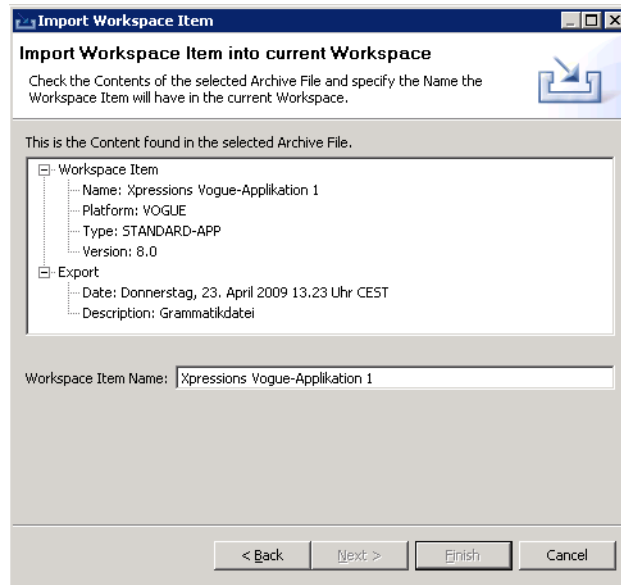 Import Workspace Item
Import Workspace Item into current Workspace
Check the Contents of the selected Archive File and specify the Name the
Workspace Item will have in the current Workspace.
This is the Content found in the selected Archive File.
Workspace Item
Name: Xpressions Vogue-Applikation 1
Platform: VOGUE
Type: STANDARD-APP
Version: 8.0
Export
Date: Donnerstag, 23. April 2009 13.23 Uhr CEST
Description: Grammatikdatei
Workspace Item Name: Xpressions Vogue-Applikation 1
< Back Next > Finish Cancel